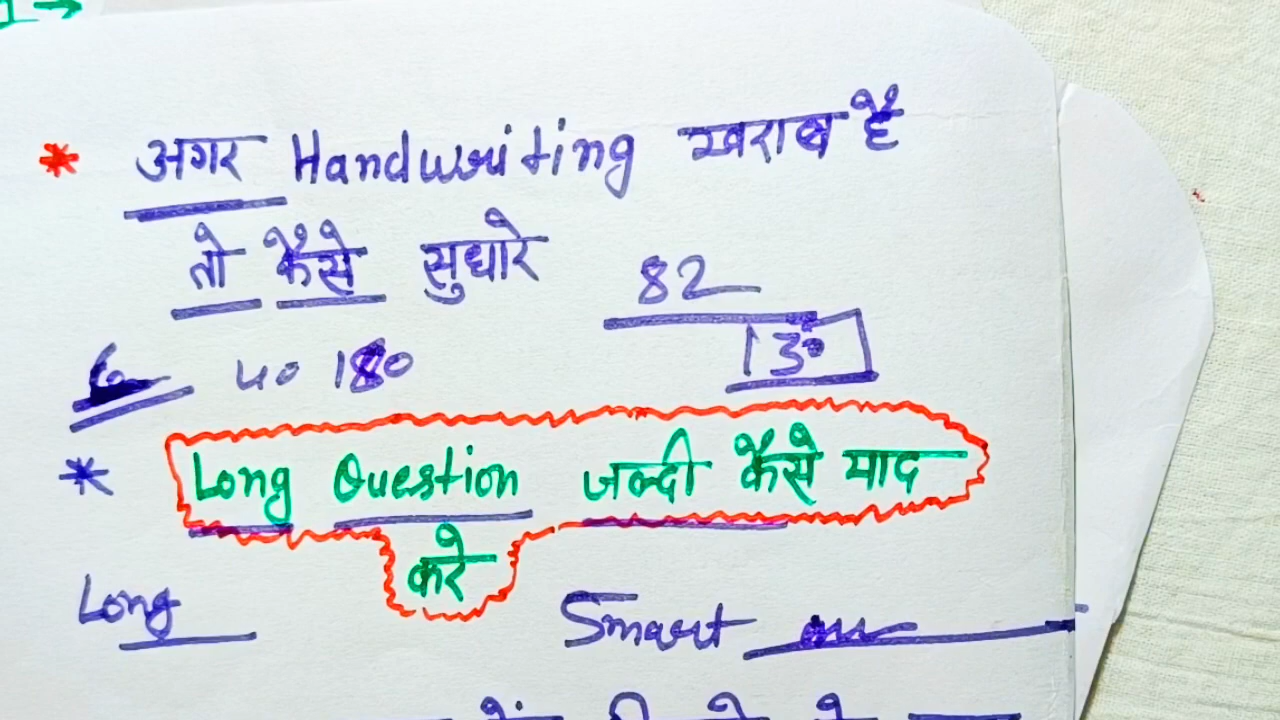 * अगर Handwriting खराब है
तो कैसे सुधारे
82
130
40 180
* Long Question जल्दी कैसे याद
करे
Long
Smart